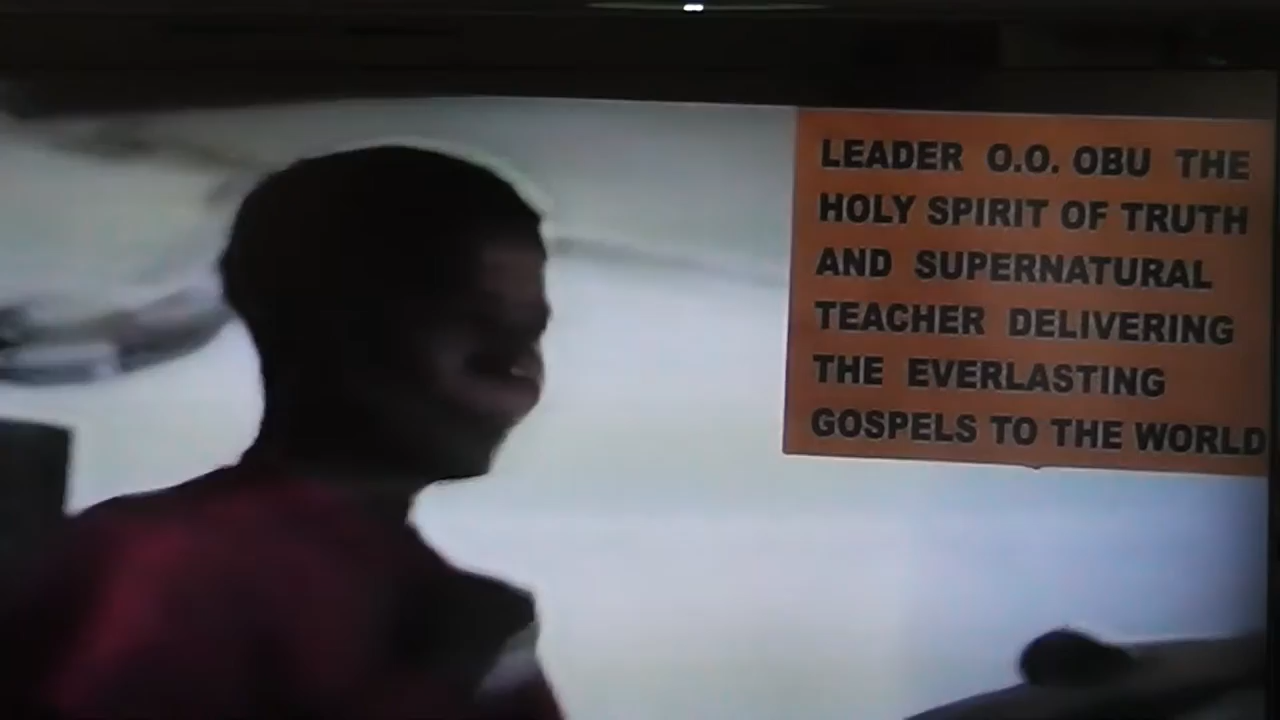 LEADER O.O. OBU THE
HOLY SPIRIT OF TRUTH
AND SUPERNATURAL
TEACHER DELIVERING
THE EVERLASTING
GOSPELS TO THE WORLD